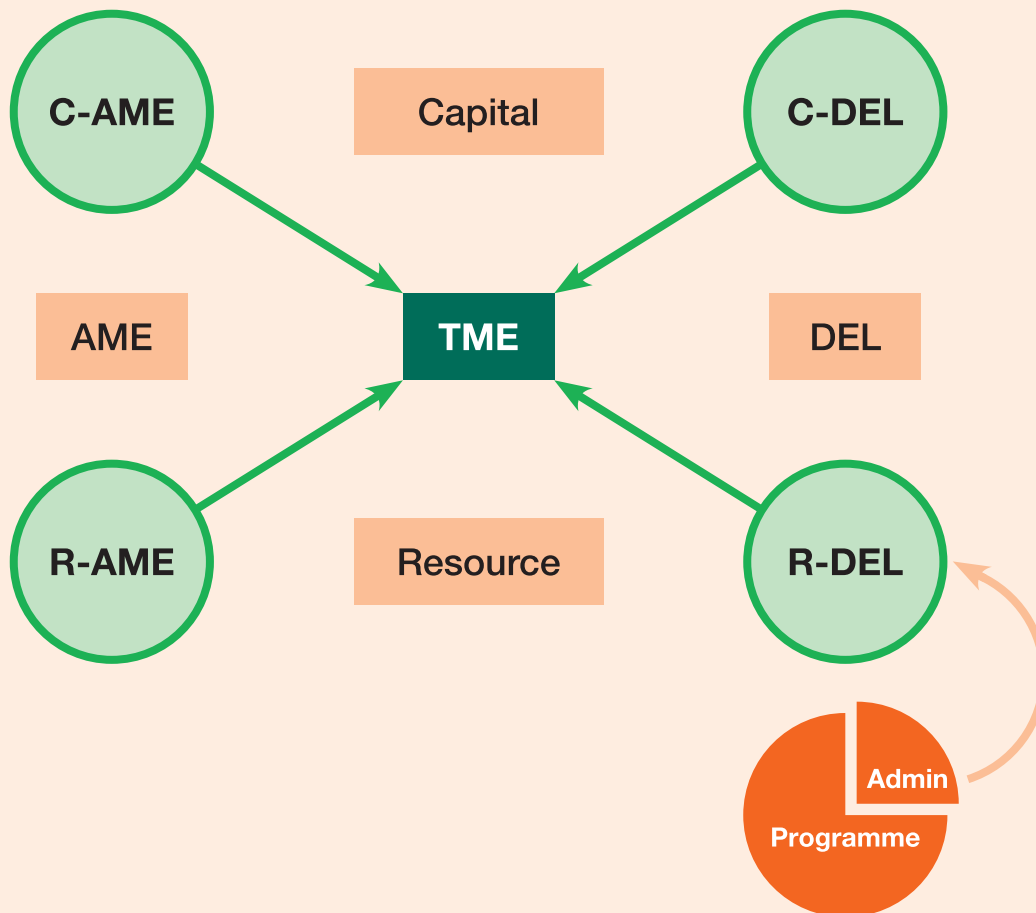 C-AME
Capital
C-DEL
AME
TME
DEL
R-AME
Resource
R-DEL
Admin
Programme